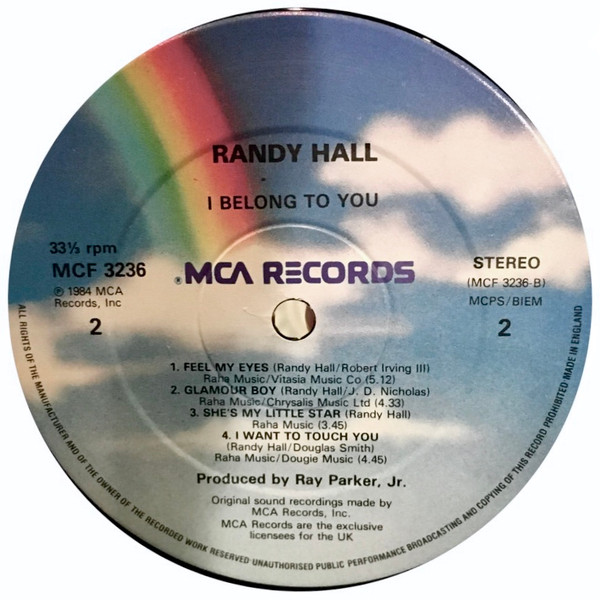 RANDY HALL
I BELONG TO YOU
33⅓ rpm
MCF 3236
℗ 1984 MCA
Records, Inc
2
® MCA RECORDS
STEREO
(MCF 3236-B)
MCPS/BIEM
2
1. FEEL MY EYES (Randy Hall/Robert Irving III)
Raha Music/Vitasia Music Co (5.12)
2. GLAMOUR BOY (Randy Hall/J. D. Nicholas)
Raha Music/Chrysalis Music Ltd (4.33)
3. SHE'S MY LITTLE STAR (Randy Hall)
Raha Music (3.45)
4. I WANT TO TOUCH YOU
(Randy Hall/Douglas Smith)
Raha Music/Dougie Music (4.45)
Produced by Ray Parker, Jr.
Original sound recordings made by
MCA Records, Inc.
MCA Records are the exclusive
licensees for the UK
ALL RIGHTS OF THE MANUFACTURER AND OF THE OWNER OF THE RECORDED WORK RESERVED UNAUTHORISED PUBLIC PERFORMANCE BROADCASTING AND COPYING OF THIS RECORD PROHIBITED MADE IN ENGLAND